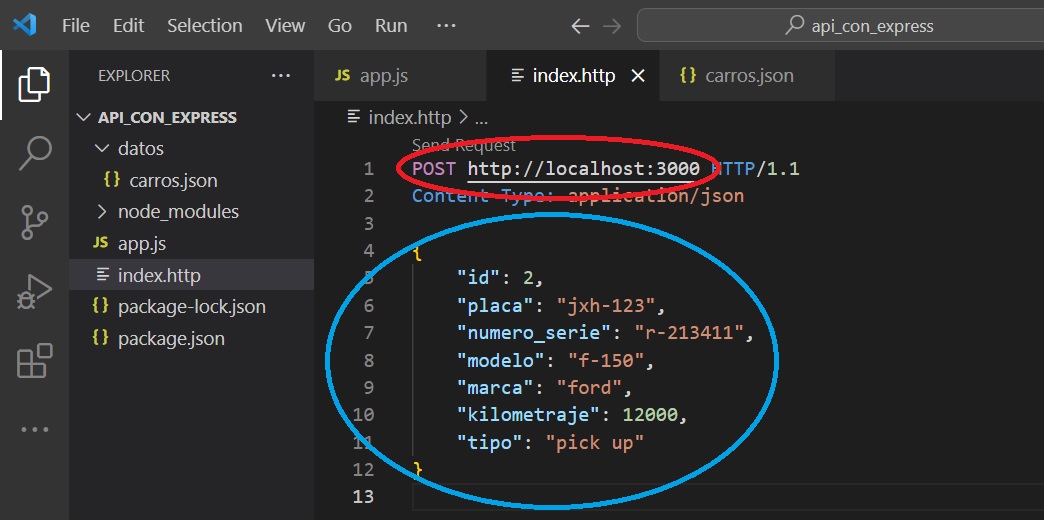 File Edit Selection View Go Run ... api_con_express
EXPLORER ...
API_CON_EXPRESS
datos
{} carros.json
node_modules
JS app.js
index.http
{} package-lock.json
{} package.json
...
JS app.js index.http × {} carros.json
index.http > ...
Send Request
1 POST http://localhost:3000 HTTP/1.1
2 Content-Type: application/json
3
4 {
5 "id": 2,
6 "placa": "jxh-123",
7 "numero_serie": "r-213411",
8 "modelo": "f-150",
9 "marca": "ford",
10 "kilometraje": 12000,
11 "tipo": "pick up"
12 }
13